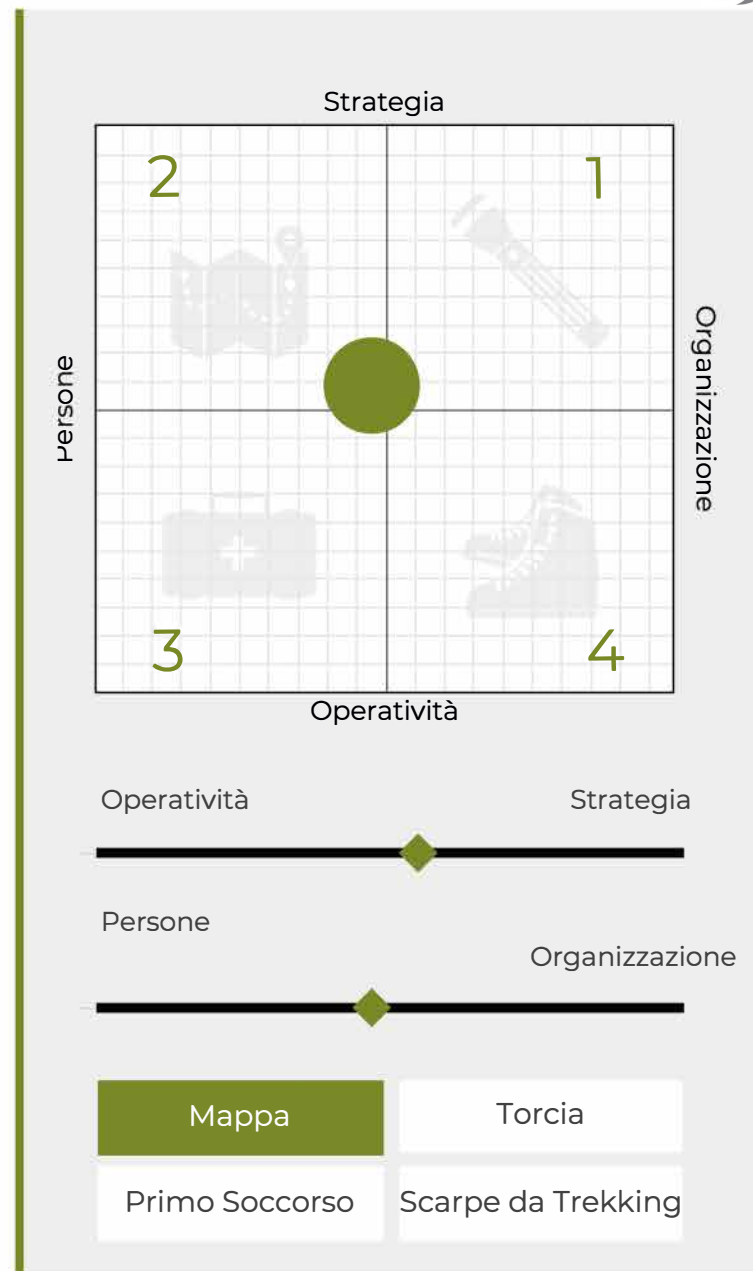 Strategia
2
1
Persone
Organizzazione
3
4
Operatività
Operatività Strategia
Persone
Organizzazione
Mappa Torcia
Primo Soccorso Scarpe da Trekking